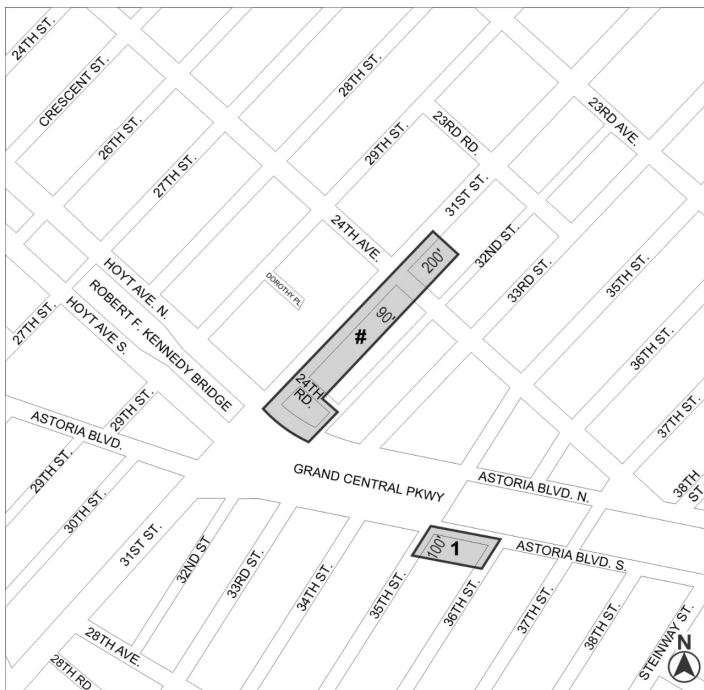 24TH ST.
CRESCENT ST.
26TH ST.
27TH ST.
28TH ST.
29TH ST.
23RD RD.
23RD AVE.
31ST ST.
24TH AVE.
32ND ST.
33RD ST.
35TH ST.
36TH ST.
37TH ST.
38TH ST
200'
90'
#
24TH RD.
DOROTHY PL.
HOYT AVE. N.
ROBERT F. KENNEDY BRIDGE
HOYT AVE S.
27TH ST.
29TH ST.
ASTORIA BLVD.
29TH ST.
30TH ST.
31ST ST.
32ND ST
33RD ST.
34TH ST.
35TH ST.
GRAND CENTRAL PKWY
ASTORIA BLVD. N.
100'
1
ASTORIA BLVD. S.
36TH ST.
37TH ST.
38TH ST.
STEINWAY ST.
28TH AVE.
28TH RD
N